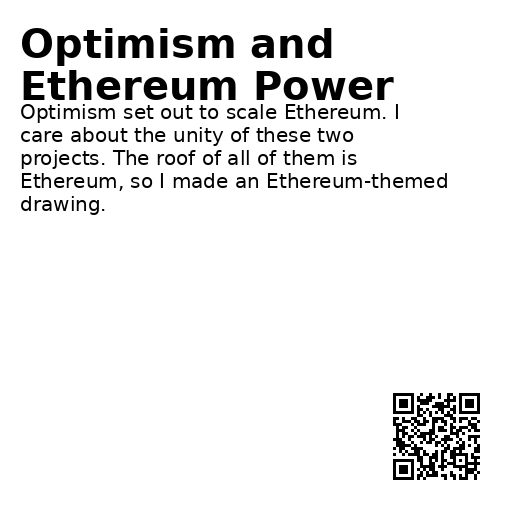 Optimism and
Ethereum Power
Optimism set out to scale Ethereum. I
care about the unity of these two
projects. The roof of all of them is
Ethereum, so I made an Ethereum-themed
drawing.